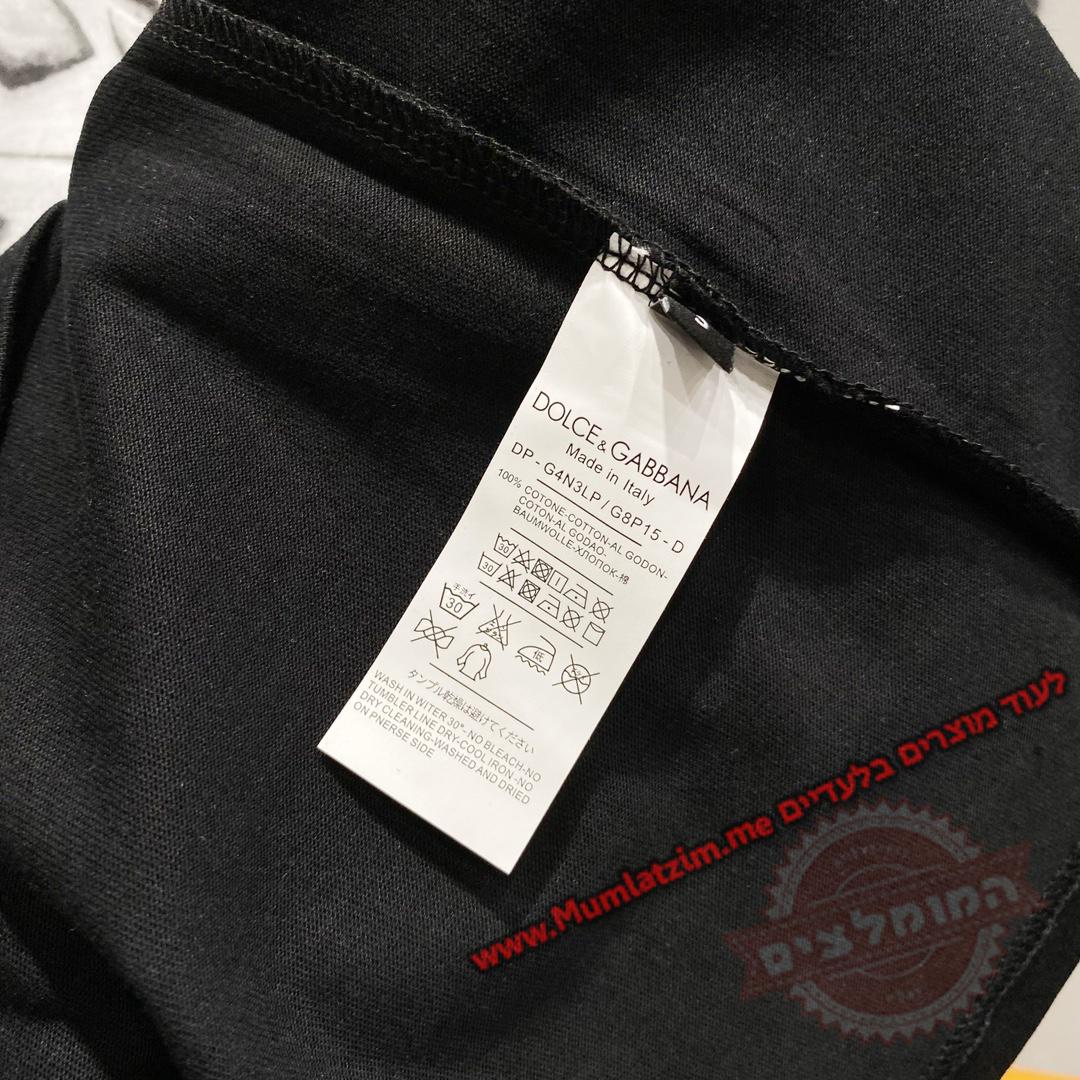 DOLCE&GABBANA
Made in Italy
DP - G4N3LP / G8P15 - D
100% COTONE-COTTON-AL GODON-
COTON-AL GODAO-
BAUMWOLLE-ХЛОПОК-棉
30
30
手洗イ
30
低
タンブル乾燥は避けてください
WASH IN WITER 30° - NO BLEACH-NO
TUMBLER LINE DRY-COOL IRON -NO
DRY CLEANING-WASHED AND DRIED
ON PNERSE SIDE
לעוד מוצרים בלעדיים www.Mumlatzim.me
המומלצים